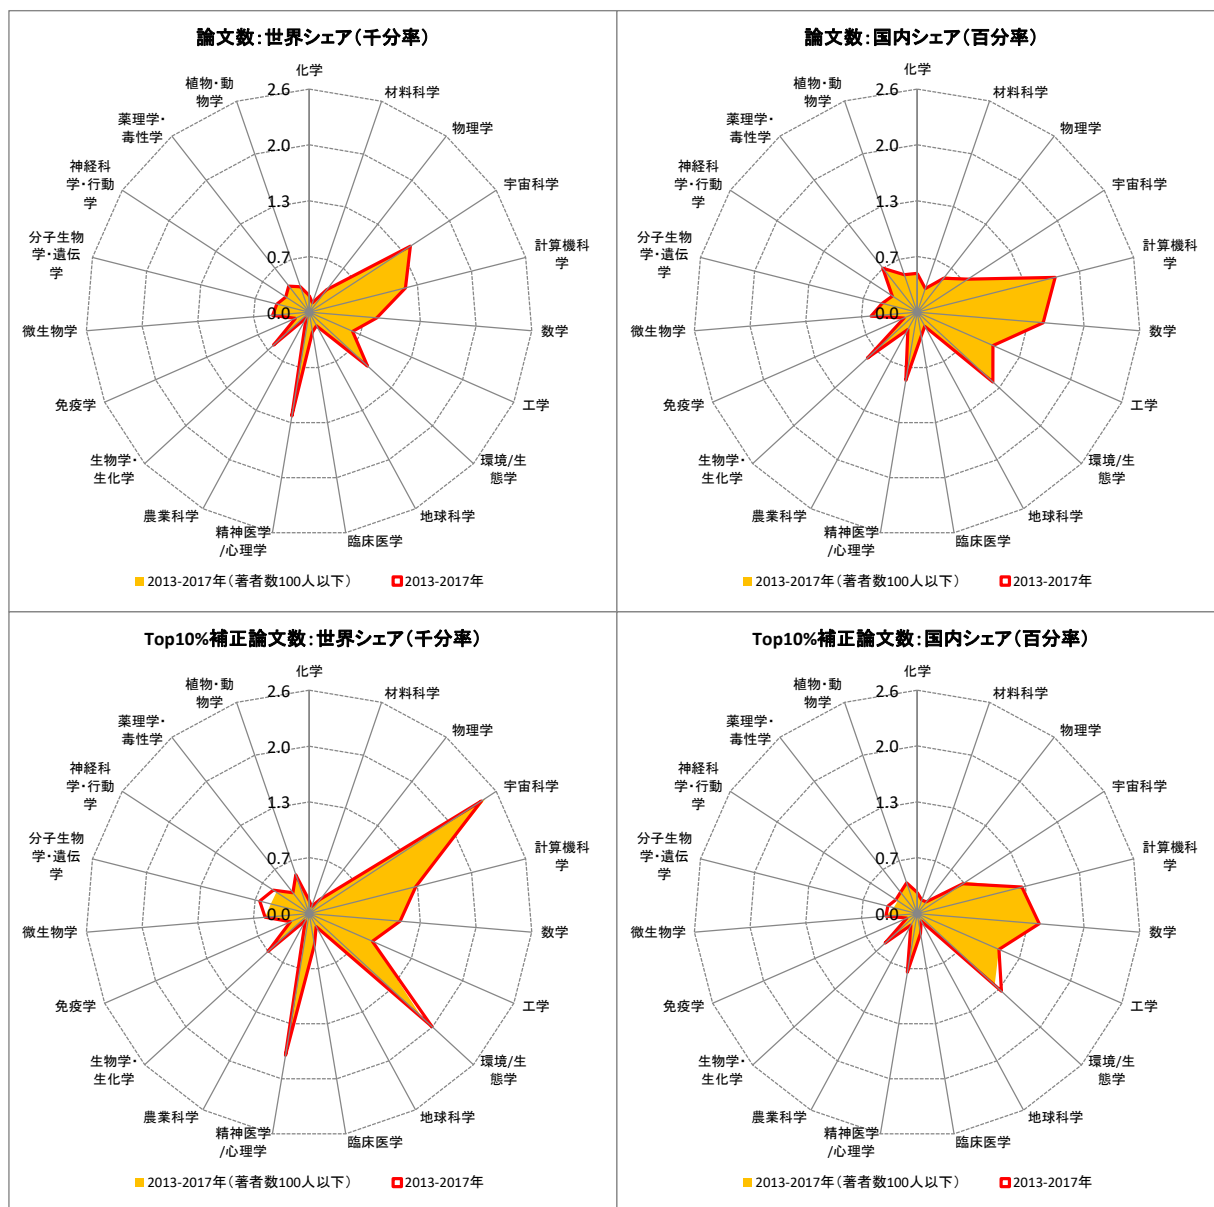 論文数：世界シェア（千分率）
化学
材料科学
物理学
宇宙科学
計算機科
学
数学
工学
環境/生
態学
地球科学
臨床医学
精神医学
/心理学
農業科学
生物学・
生化学
免疫学
微生物学
分子生物
学・遺伝
学
神経科
学・行動
学
薬理学・
毒性学
植物・動
物学
2.6
2.0
1.3
0.7
0.0
2013-2017年（著者数100人以下）
2013-2017年
論文数：国内シェア（百分率）
化学
材料科学
物理学
宇宙科学
計算機科
学
数学
工学
環境/生
態学
地球科学
臨床医学
精神医学
/心理学
農業科学
生物学・
生化学
免疫学
微生物学
分子生物
学・遺伝
学
神経科
学・行動
学
薬理学・
毒性学
植物・動
物学
2.6
2.0
1.3
0.7
0.0
2013-2017年（著者数100人以下）
2013-2017年
Top10%補正論文数：世界シェア（千分率）
化学
材料科学
物理学
宇宙科学
計算機科
学
数学
工学
環境/生
態学
地球科学
臨床医学
精神医学
/心理学
農業科学
生物学・
生化学
免疫学
微生物学
分子生物
学・遺伝
学
神経科
学・行動
学
薬理学・
毒性学
植物・動
物学
2.6
2.0
1.3
0.7
0.0
2013-2017年（著者数100人以下）
2013-2017年
Top10%補正論文数：国内シェア（百分率）
化学
材料科学
物理学
宇宙科学
計算機科
学
数学
工学
環境/生
態学
地球科学
臨床医学
精神医学
/心理学
農業科学
生物学・
生化学
免疫学
微生物学
分子生物
学・遺伝
学
神経科
学・行動
学
薬理学・
毒性学
植物・動
物学
2.6
2.0
1.3
0.7
0.0
2013-2017年（著者数100人以下）
2013-2017年